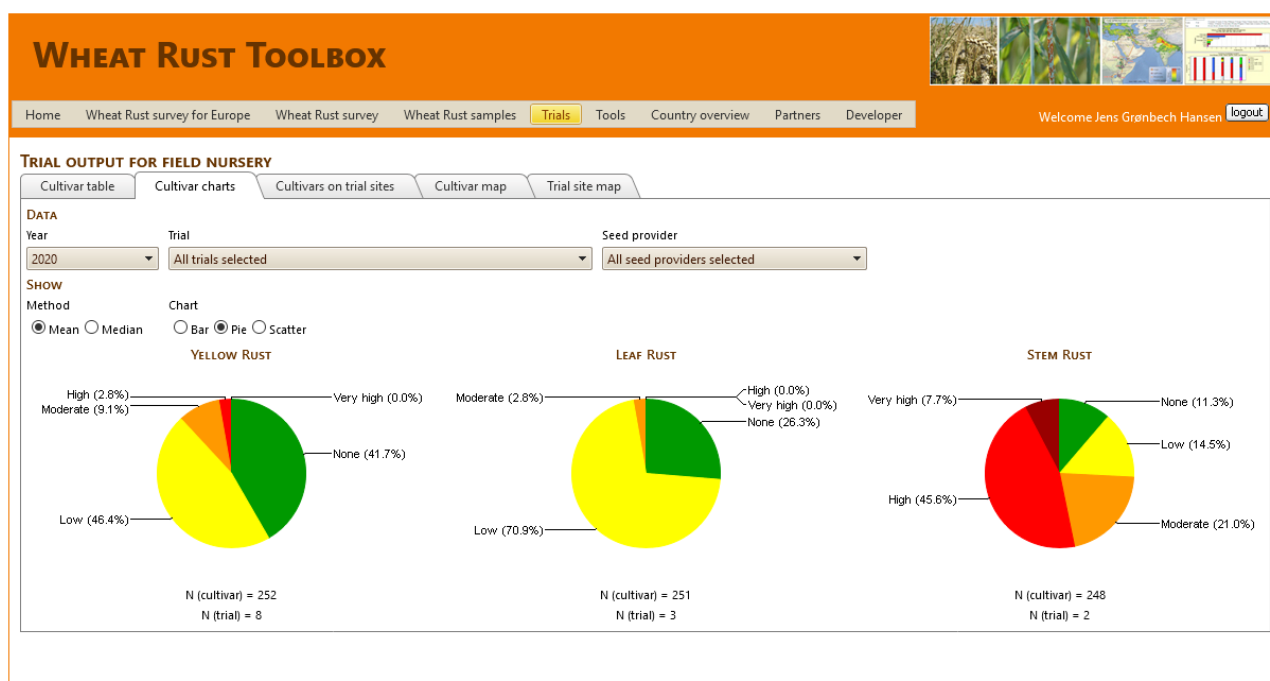 WHEAT RUST TOOLBOX
Home Wheat Rust survey for Europe Wheat Rust survey Wheat Rust samples Trials Tools Country overview Partners Developer
Welcome Jens Grønbech Hansen logout
TRIAL OUTPUT FOR FIELD NURSERY
Cultivar table Cultivar charts Cultivars on trial sites Cultivar map Trial site map
DATA
Year Trial Seed provider
2020 All trials selected All seed providers selected
SHOW
Method Chart
Mean Median Bar Pie Scatter
YELLOW RUST
High (2.8%)
Moderate (9.1%)
Very high (0.0%)
None (41.7%)
Low (46.4%)
N (cultivar) = 252
N (trial) = 8
LEAF RUST
Moderate (2.8%)
High (0.0%)
Very high (0.0%)
None (26.3%)
Low (70.9%)
N (cultivar) = 251
N (trial) = 3
STEM RUST
Very high (7.7%)
None (11.3%)
Low (14.5%)
High (45.6%)
Moderate (21.0%)
N (cultivar) = 248
N (trial) = 2